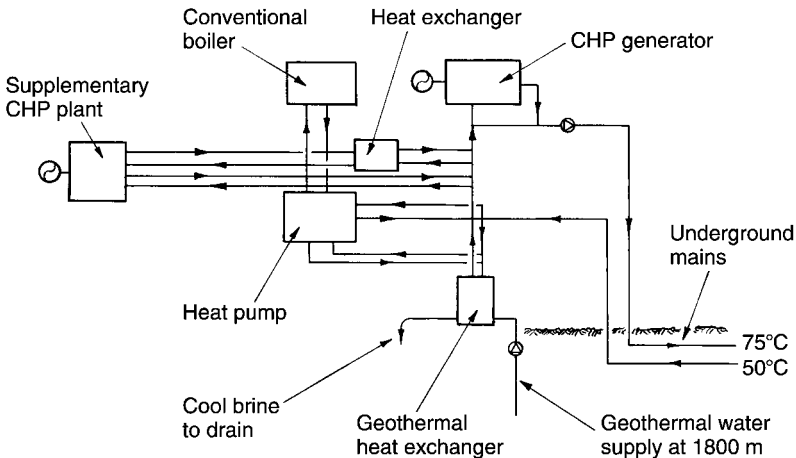 Conventional
boiler
Heat exchanger
CHP generator
Supplementary
CHP plant
Underground
mains
Heat pump
75°C
50°C
Cool brine
to drain
Geothermal
heat exchanger
Geothermal water
supply at 1800 m